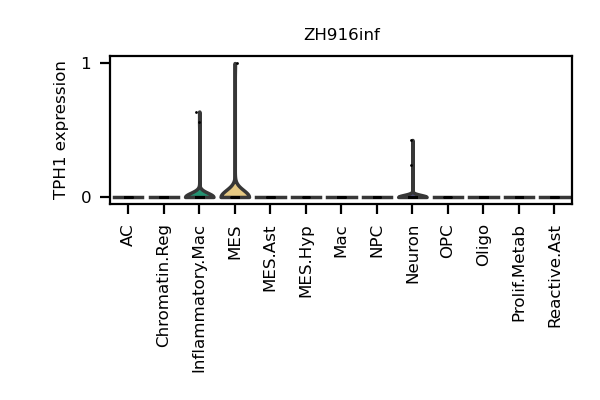 ZH916inf
TPH1 expression
1
0
AC
Chromatin.Reg
Inflammatory.Mac
MES
MES.Ast
MES.Hyp
Mac
NPC
Neuron
OPC
Oligo
Prolif.Metab
Reactive.Ast